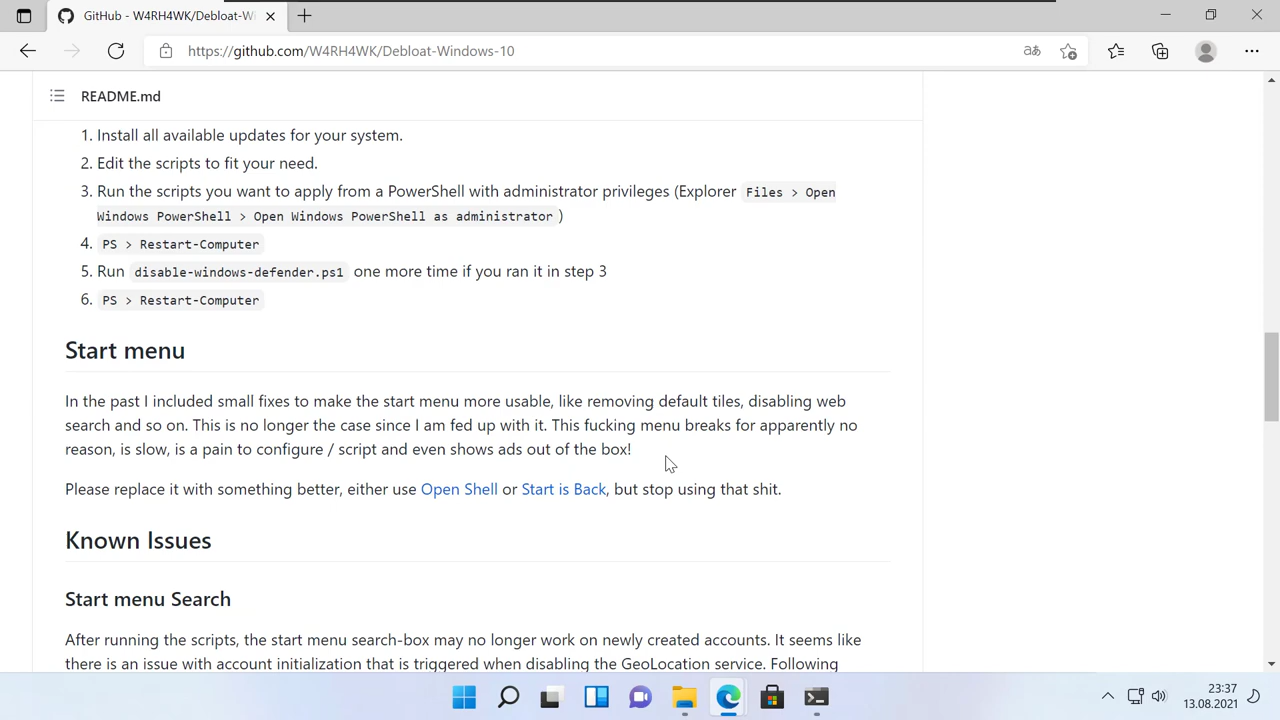 GitHub - W4RH4WK/Debloat-Wi
https://github.com/W4RH4WK/Debloat-Windows-10
README.md
1. Install all available updates for your system.
2. Edit the scripts to fit your need.
3. Run the scripts you want to apply from a PowerShell with administrator privileges (Explorer Files > Open
Windows PowerShell > Open Windows PowerShell as administrator )
4. PS > Restart-Computer
5. Run disable-windows-defender.ps1 one more time if you ran it in step 3
6. PS > Restart-Computer
Start menu
In the past I included small fixes to make the start menu more usable, like removing default tiles, disabling web
search and so on. This is no longer the case since I am fed up with it. This fucking menu breaks for apparently no
reason, is slow, is a pain to configure / script and even shows ads out of the box!
Please replace it with something better, either use Open Shell or Start is Back, but stop using that shit.
Known Issues
Start menu Search
After running the scripts, the start menu search-box may no longer work on newly created accounts. It seems like
there is an issue with account initialization that is triggered when disabling the GeoLocation service. Following
23:37
13.08.2021